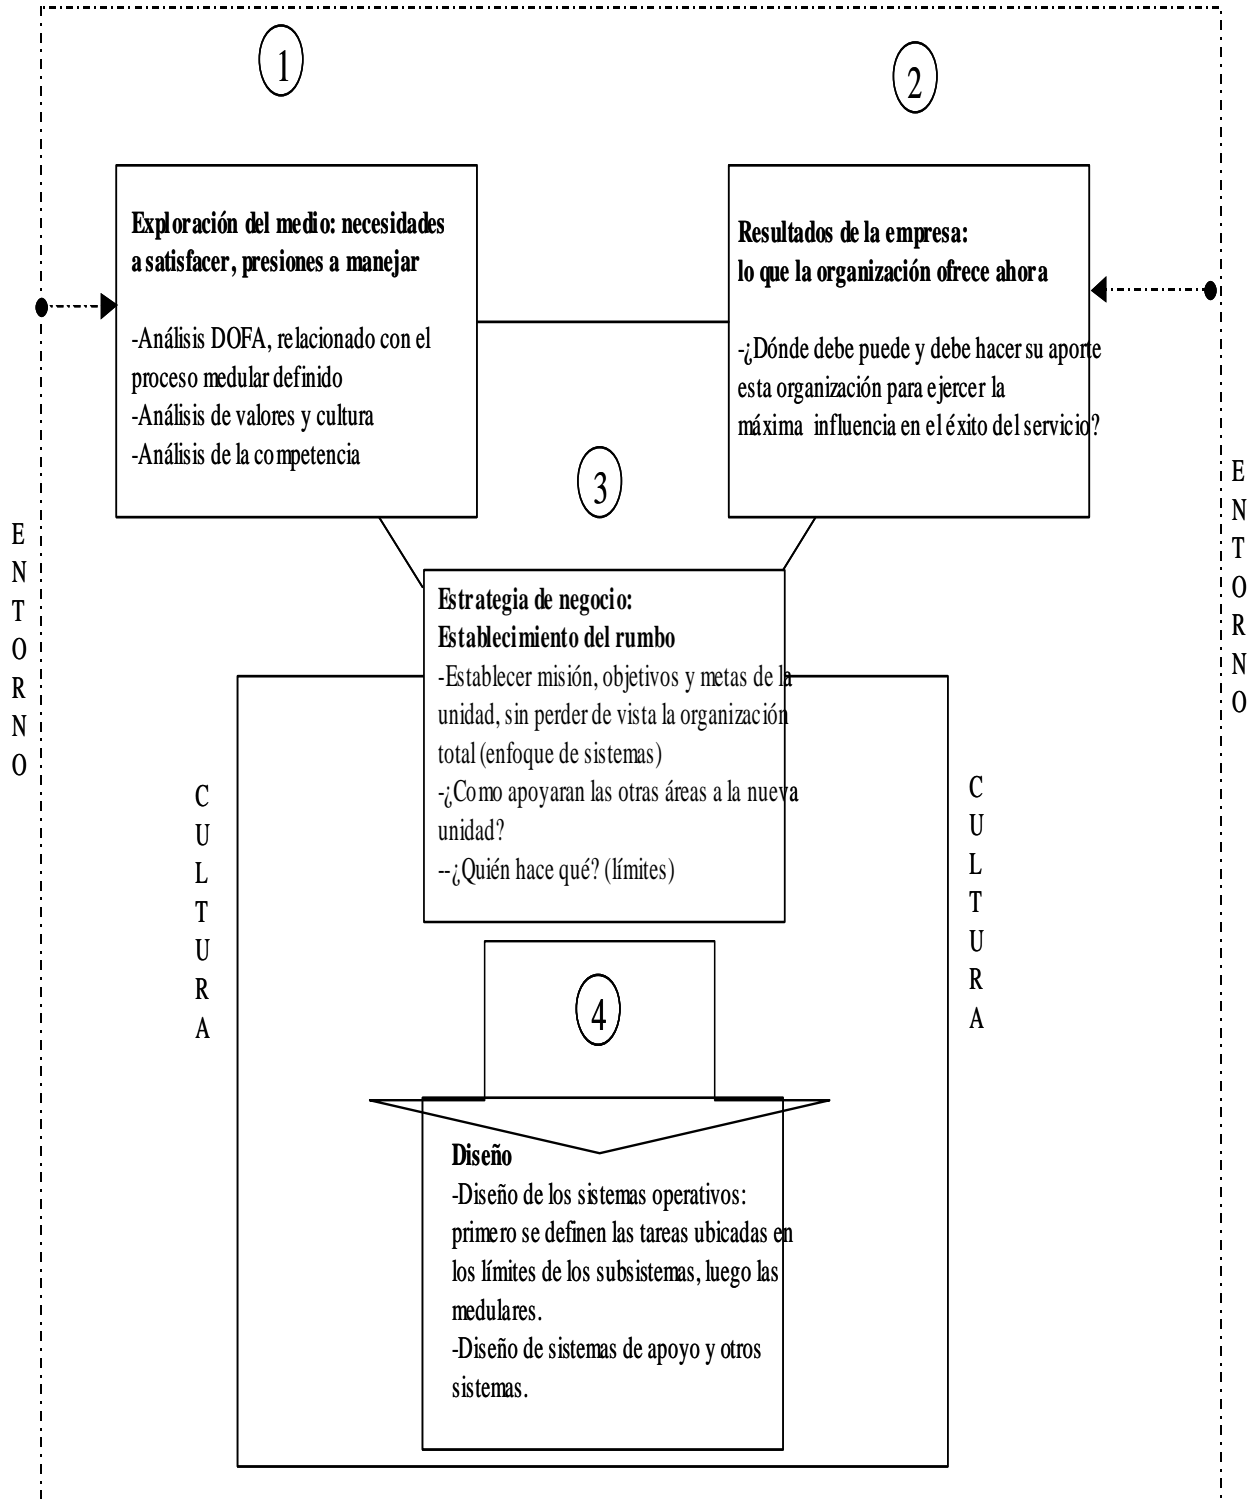 1
2
Exploración del medio: necesidades
a satisfacer, presiones a manejar
-Análisis DOFA, relacionado con el
proceso medular definido
-Análisis de valores y cultura
-Análisis de la competencia
Resultados de la empresa:
lo que la organización ofrece ahora
-¿Dónde debe puede y debe hacer su aporte
esta organización para ejercer la
máxima influencia en el éxito del servicio?
3
ENTORNO
ENTORNO
Estrategia de negocio:
Establecimiento del rumbo
-Establecer misión, objetivos y metas de la
unidad, sin perder de vista la organización
total (enfoque de sistemas)
-¿Como apoyaran las otras áreas a la nueva
unidad?
--¿Quién hace qué? (límites)
CULTURA
CULTURA
4
Diseño
-Diseño de los sistemas operativos:
primero se definen las tareas ubicadas en
los límites de los subsistemas, luego las
medulares.
-Diseño de sistemas de apoyo y otros
sistemas.